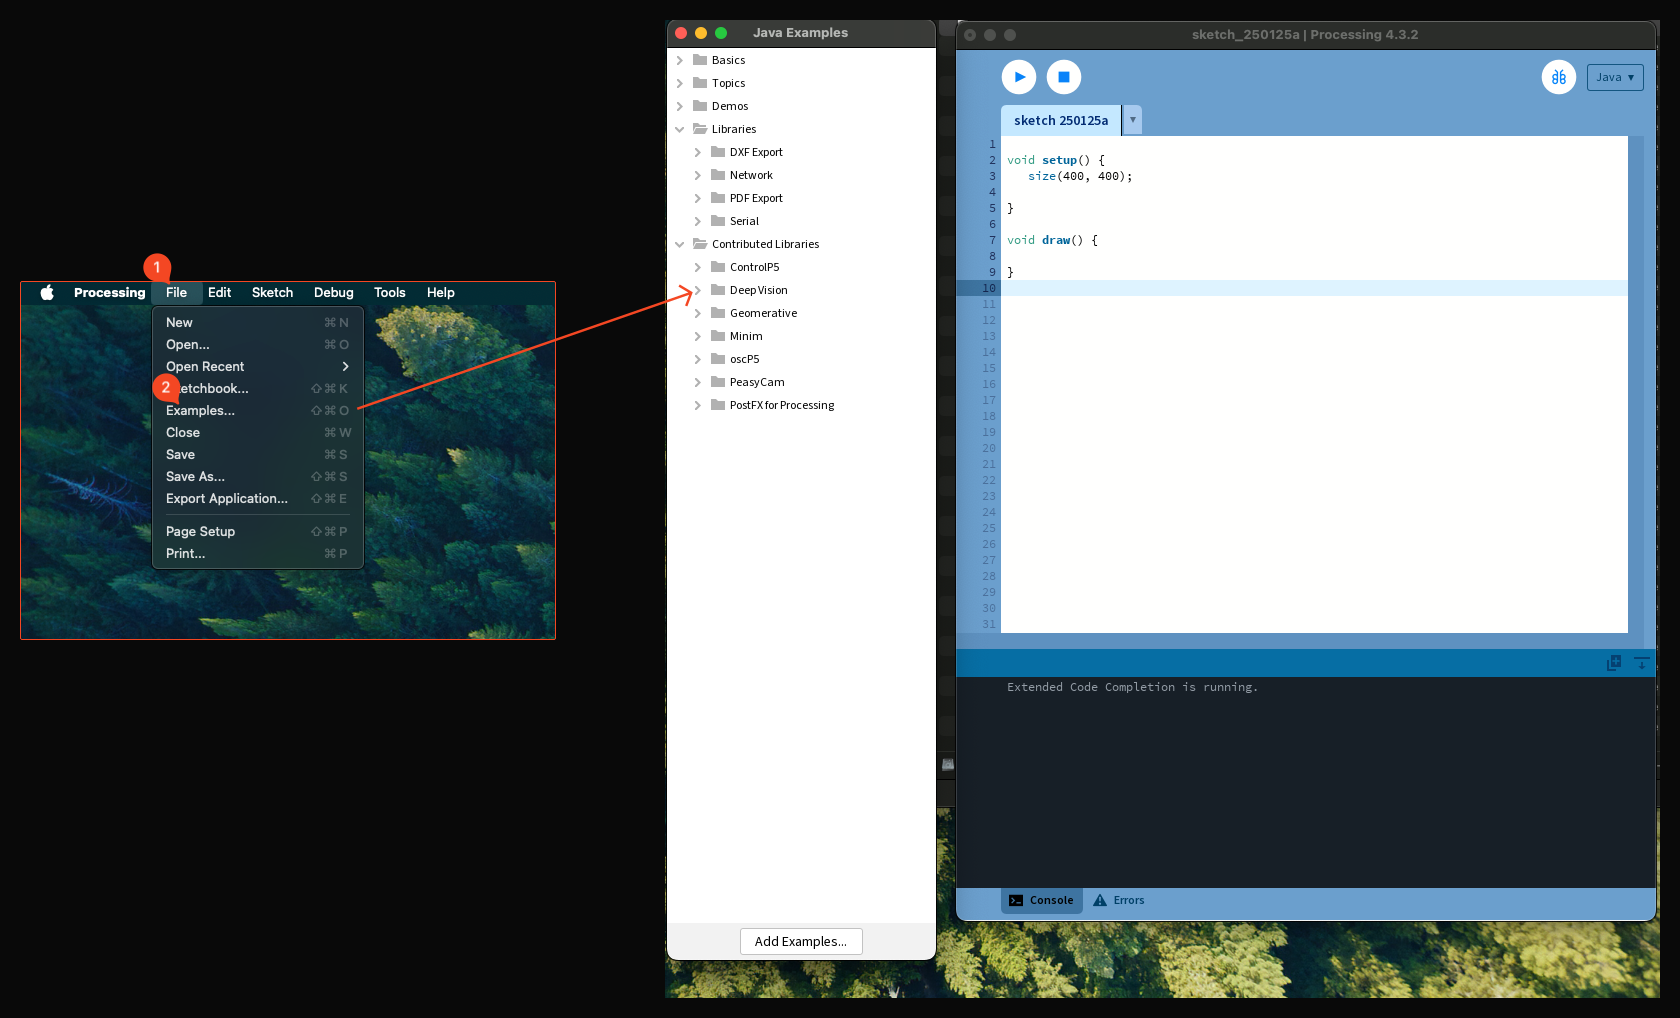 1
Processing File Edit Sketch Debug Tools Help
New ⌘ N
Open... ⌘ O
Open Recent
2
etchbook... ⇧ ⌘ K
Examples... ⇧ ⌘ O
Close ⌘ W
Save ⌘ S
Save As... ⇧ ⌘ S
Export Application... ⇧ ⌘ E
Page Setup ⇧ ⌘ P
Print... ⌘ P
Java Examples
Basics
Topics
Demos
Libraries
DXF Export
Network
PDF Export
Serial
Contributed Libraries
ControlP5
Deep Vision
Geomerative
Minim
oscP5
PeasyCam
PostFX for Processing
Add Examples...
sketch_250125a | Processing 4.3.2
Java ▾
sketch 250125a ▾
1
2 void setup() {
3 size(400, 400);
4
5 }
6
7 void draw() {
8
9 }
10
11
12
13
14
15
16
17
18
19
20
21
22
23
24
25
26
27
28
29
30
31
Extended Code Completion is running.
Console Errors